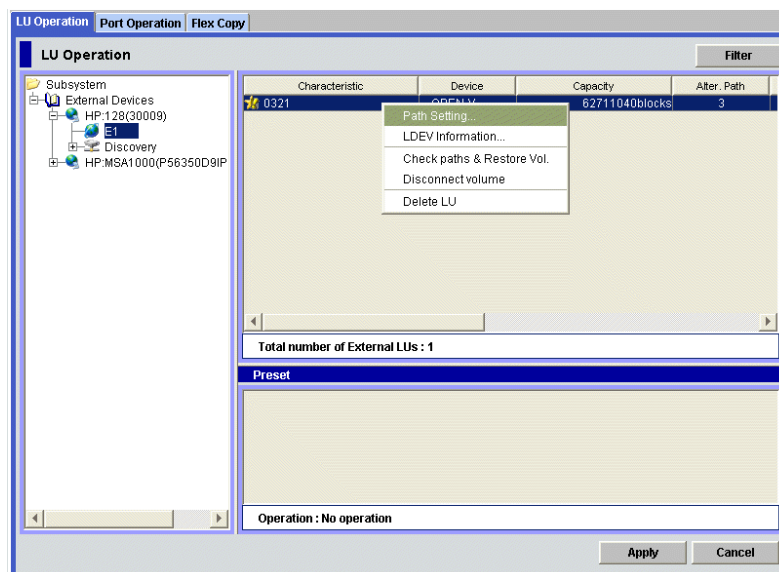 LU Operation Port Operation Flex Copy
LU Operation
Filter
Subsystem
External Devices
HP:128(30009)
E1
Discovery
HP:MSA1000(P56350D9IP
Characteristic Device Capacity Alter. Path
0321 OPEN-V 62711040blocks 3
Path Setting...
LDEV Information...
Check paths & Restore Vol.
Disconnect volume
Delete LU
Total number of External LUs : 1
Preset
Operation : No operation
Apply Cancel